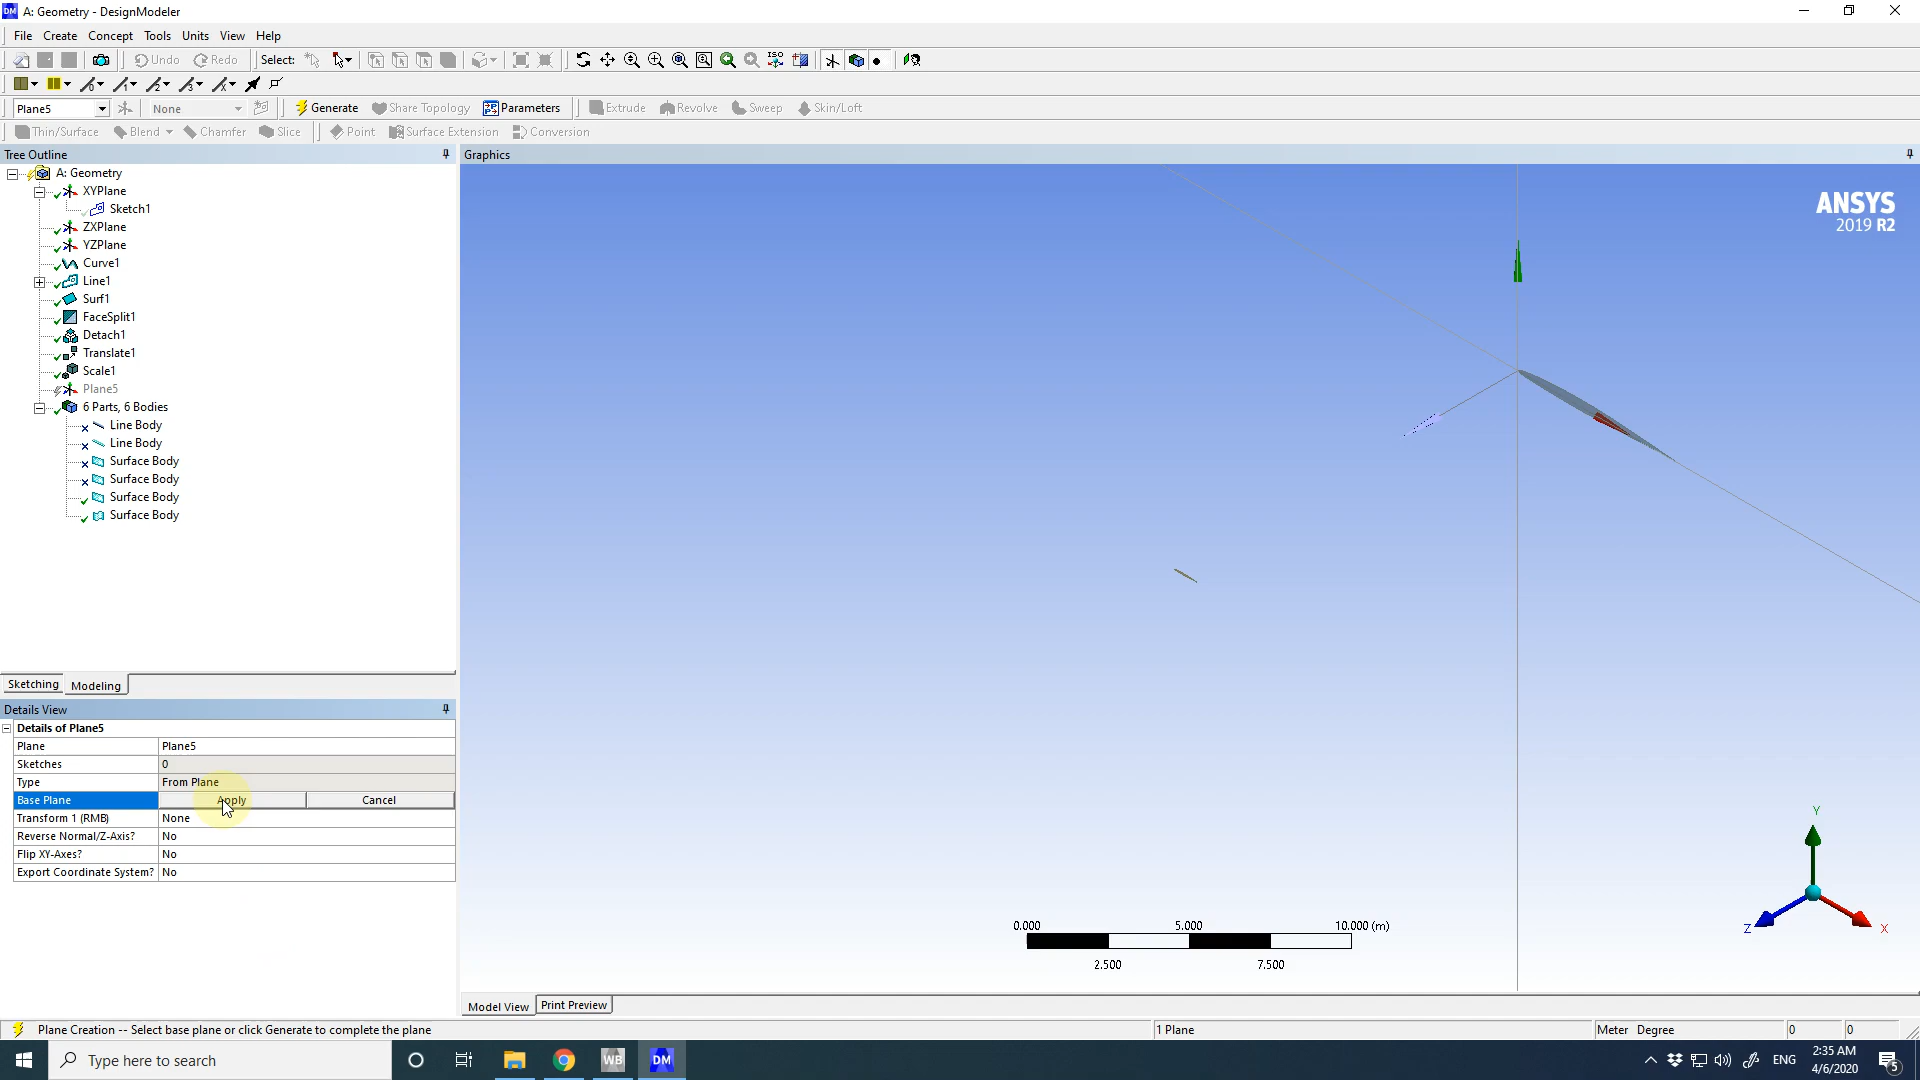 A: Geometry - DesignModeler
File Create Concept Tools Units View Help
Undo Redo Select: ISO
Plane5 None Generate Share Topology Parameters Extrude Revolve Sweep Skin/Loft
Thin/Surface Blend Chamfer Slice Point Surface Extension Conversion
Tree Outline
A: Geometry
XYPlane
Sketch1
ZXPlane
YZPlane
Curve1
Line1
Surf1
FaceSplit1
Detach1
Translate1
Scale1
Plane5
6 Parts, 6 Bodies
Line Body
Line Body
Surface Body
Surface Body
Surface Body
Surface Body
Sketching Modeling
Details View
Details of Plane5
Plane Plane5
Sketches 0
Type From Plane
Base Plane Apply Cancel
Transform 1 (RMB) None
Reverse Normal/Z-Axis? No
Flip XY-Axes? No
Export Coordinate System? No
Graphics
ANSYS
2019 R2
Y
Z X
0.000 5.000 10.000 (m)
2.500 7.500
Model View Print Preview
Plane Creation -- Select base plane or click Generate to complete the plane 1 Plane Meter Degree 0 0
Type here to search WB DM ENG 2:35 AM
4/6/2020 5